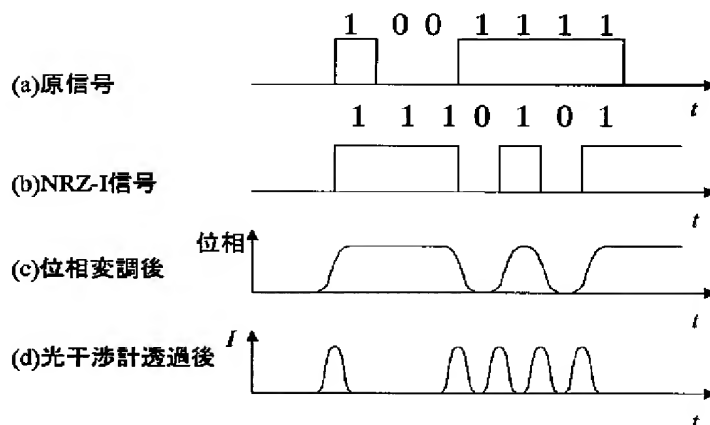 1 0 0 1 1 1 1
(a)原信号
t
1 1 1 0 1 0 1
(b)NRZ-I信号
t
位相
(c)位相変調後
t
I
(d)光干渉計透過後
t